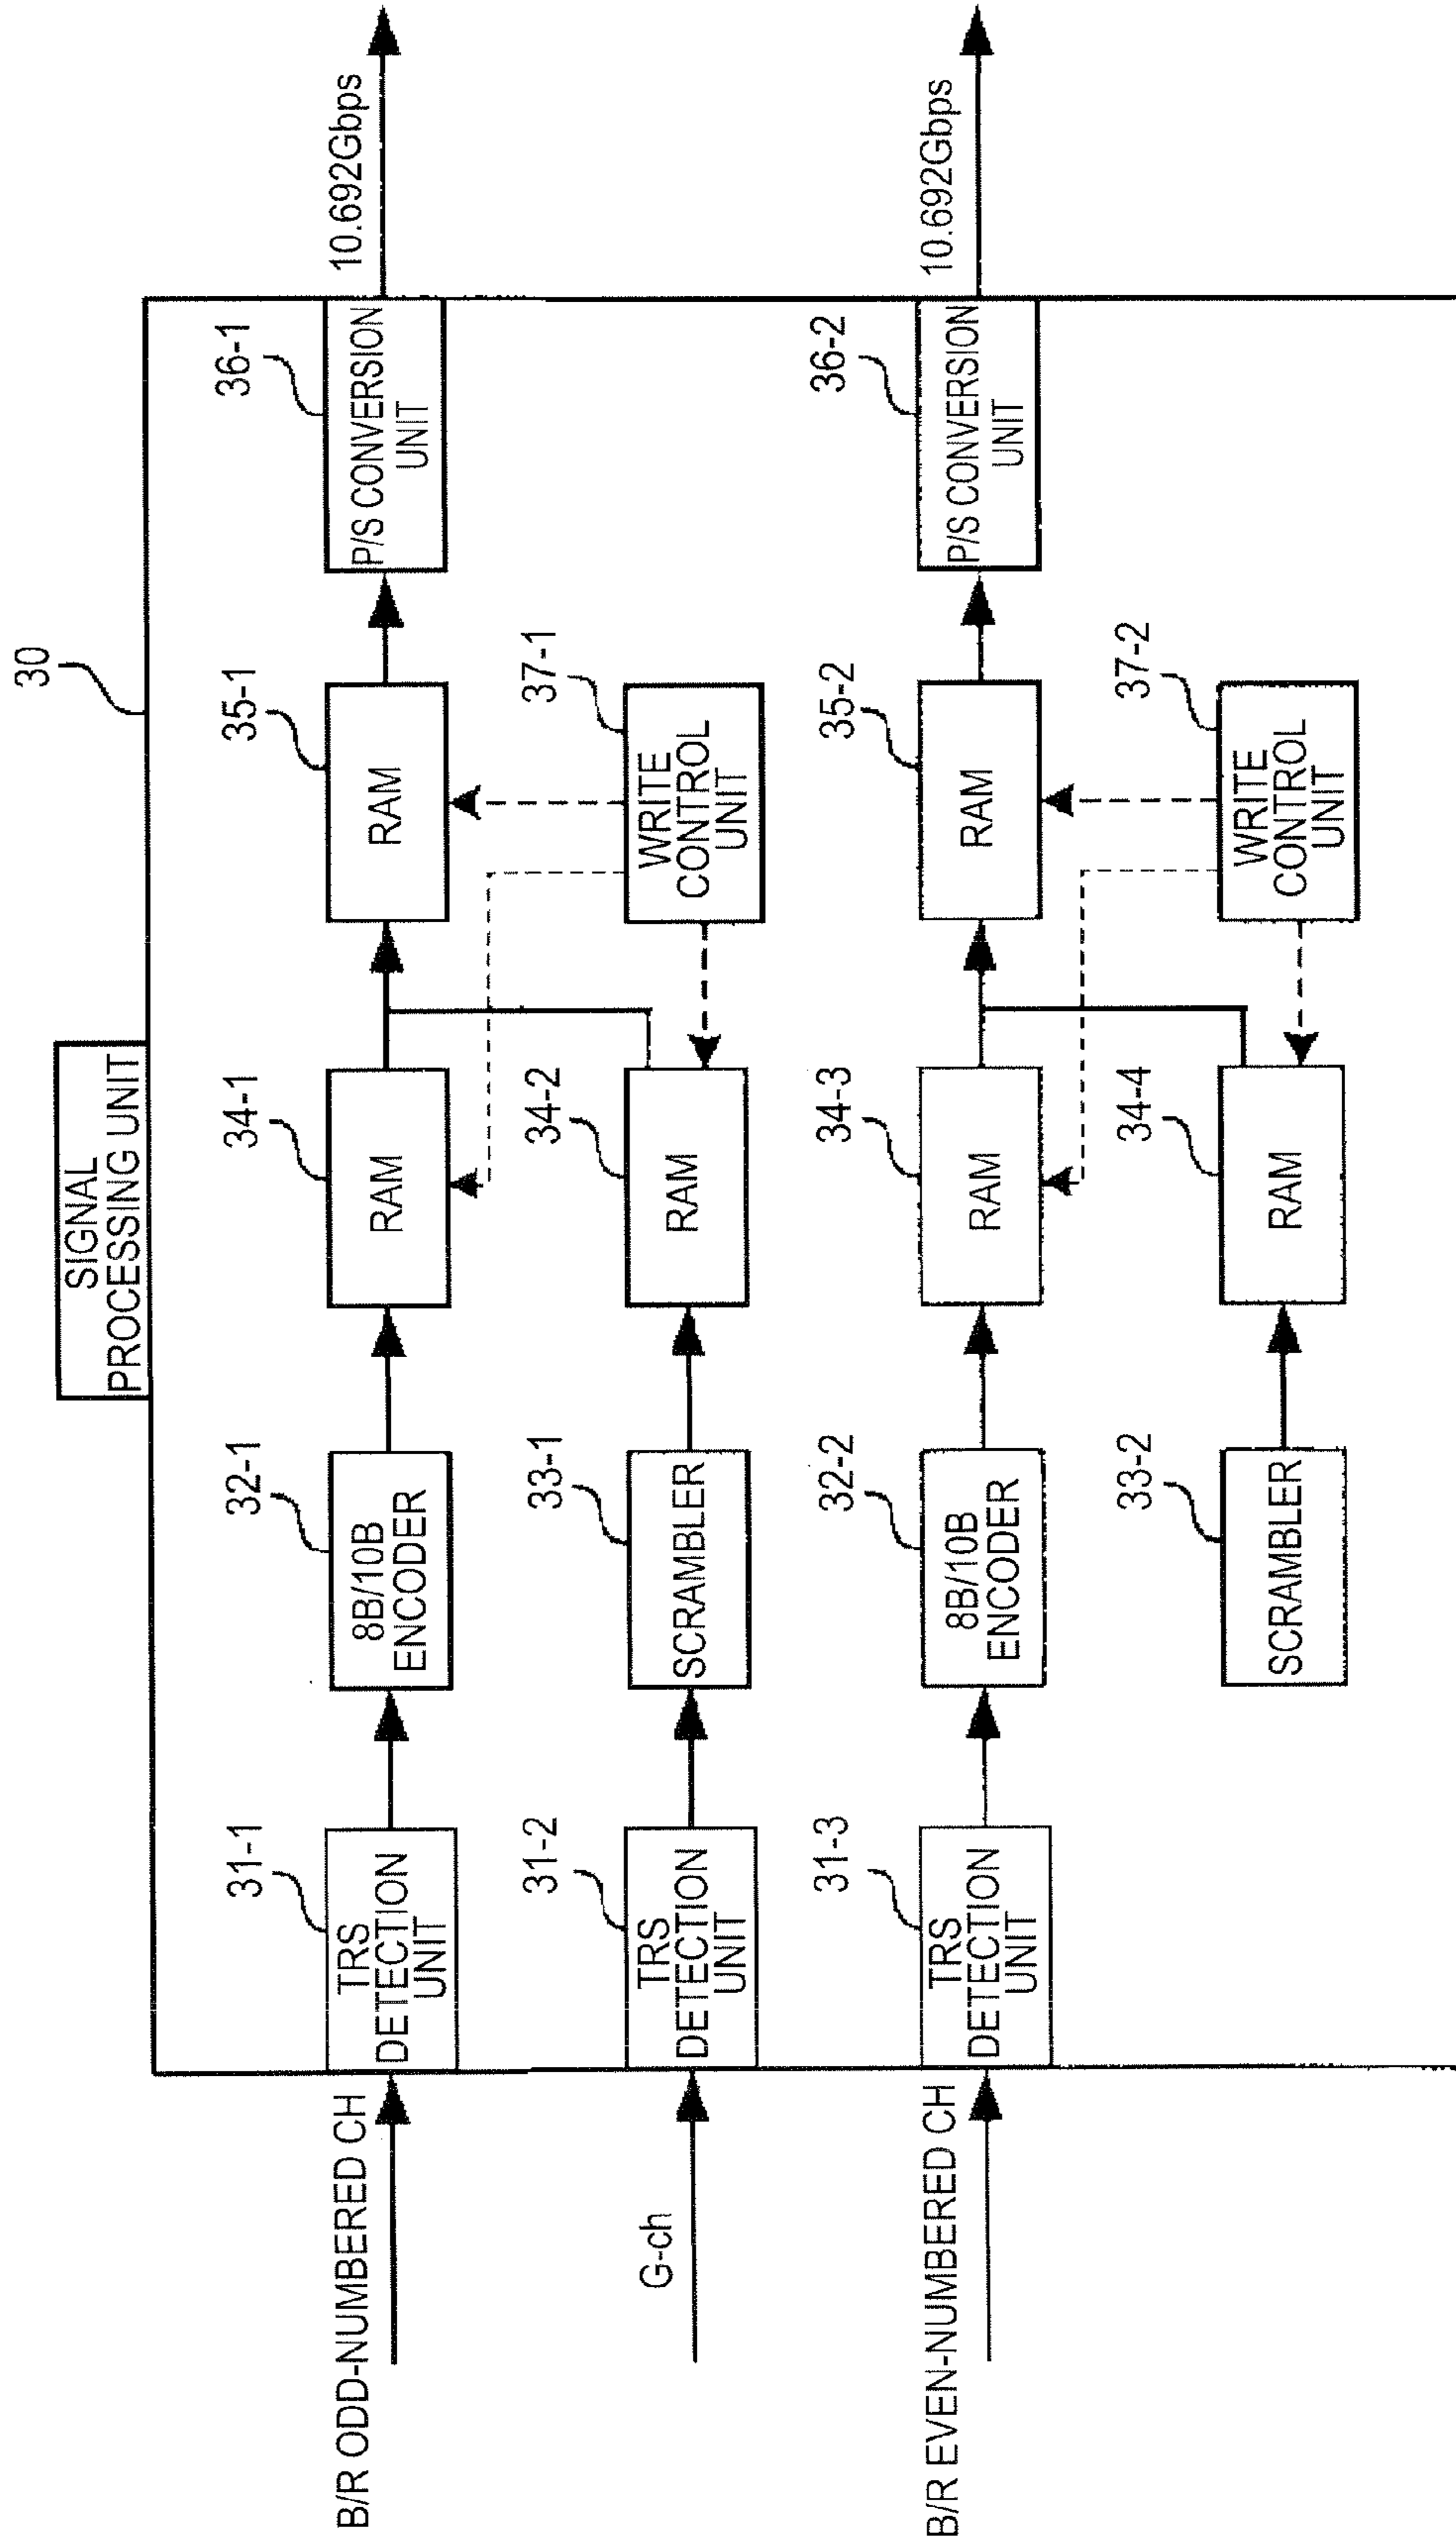 SIGNAL
PROCESSING UNIT
30
B/R ODD-NUMBERED CH
31-1
TRS
DETECTION
UNIT
32-1
8B/10B
ENCODER
34-1
RAM
35-1
RAM
36-1
P/S CONVERSION
UNIT
10.692Gbps
G-ch
31-2
TRS
DETECTION
UNIT
33-1
SCRAMBLER
34-2
RAM
37-1
WRITE
CONTROL
UNIT
B/R EVEN-NUMBERED CH
31-3
TRS
DETECTION
UNIT
32-2
8B/10B
ENCODER
34-3
RAM
35-2
RAM
36-2
P/S CONVERSION
UNIT
10.692Gbps
33-2
SCRAMBLER
34-4
RAM
37-2
WRITE
CONTROL
UNIT